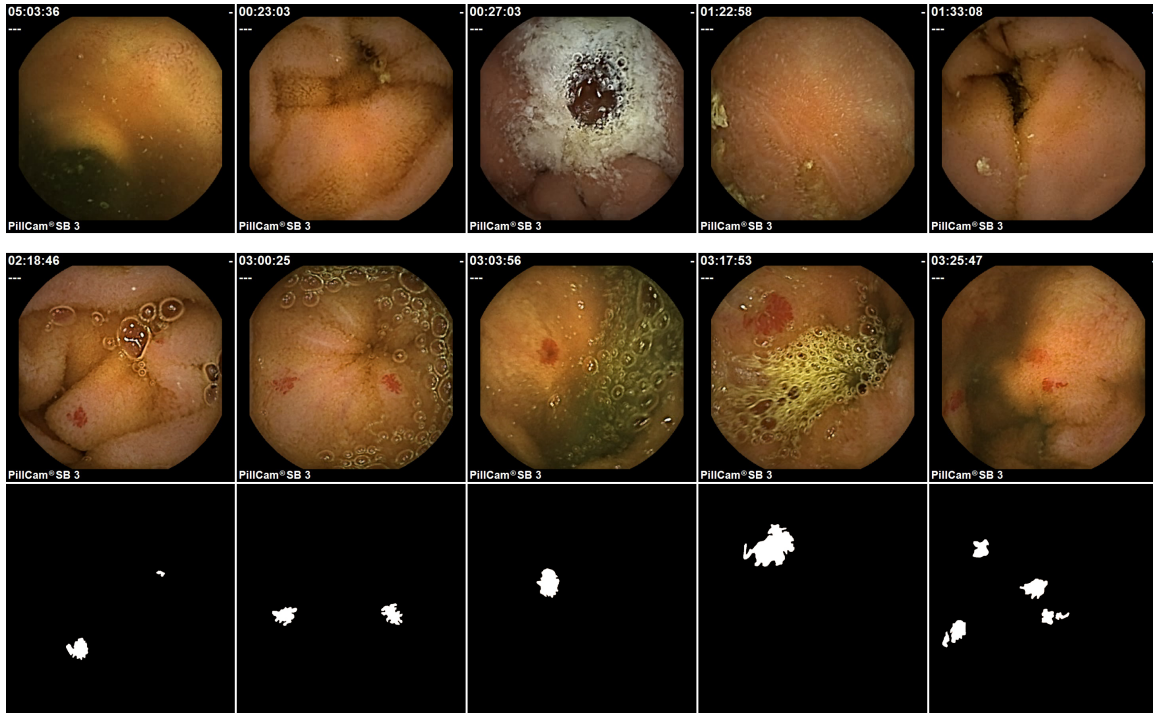 05:03:36 - 00:23:03 - 00:27:03 - 01:22:58 - 01:33:08 -
--- --- --- --- ---
PillCam®SB 3 PillCam®SB 3 PillCam®SB 3 PillCam®SB 3 PillCam®SB 3
02:18:46 - 03:00:25 - 03:03:56 - 03:17:53 - 03:25:47 -
--- --- --- --- ---
PillCam®SB 3 PillCam®SB 3 PillCam®SB 3 PillCam®SB 3 PillCam®SB 3